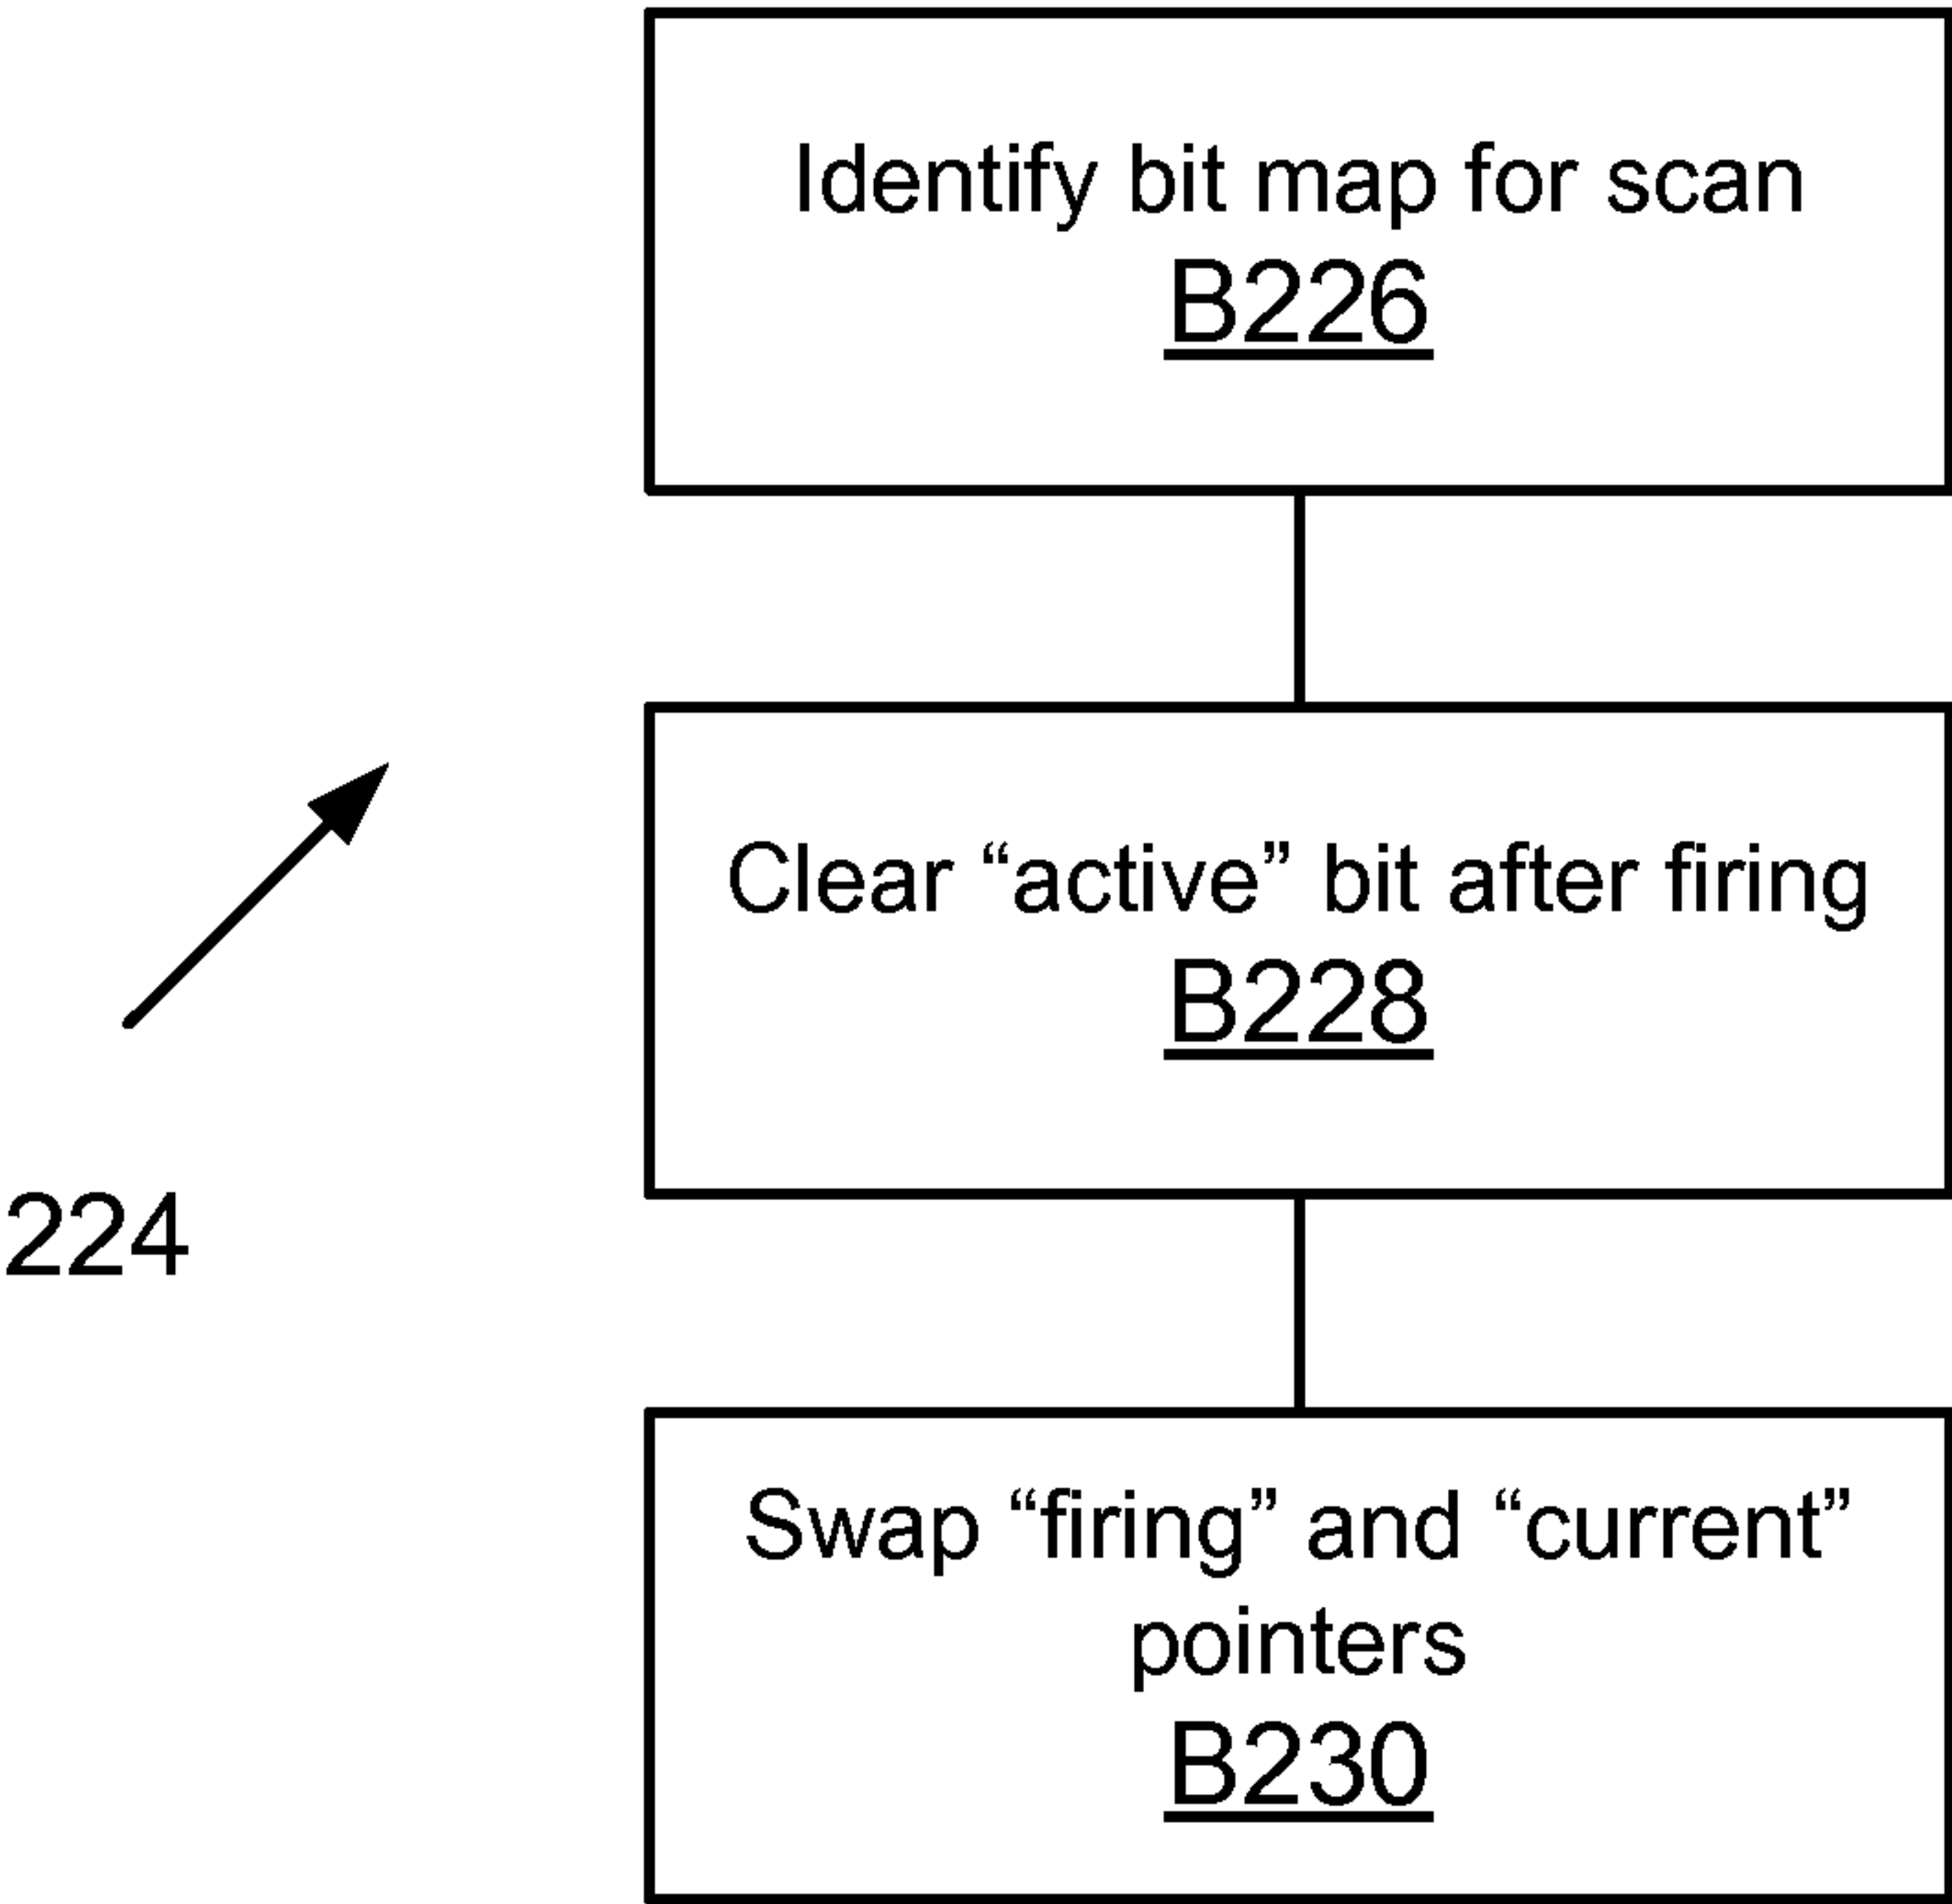 Identify bit map for scan
B226
Clear “active” bit after firing
B228
224
Swap “firing” and “current”
pointers
B230